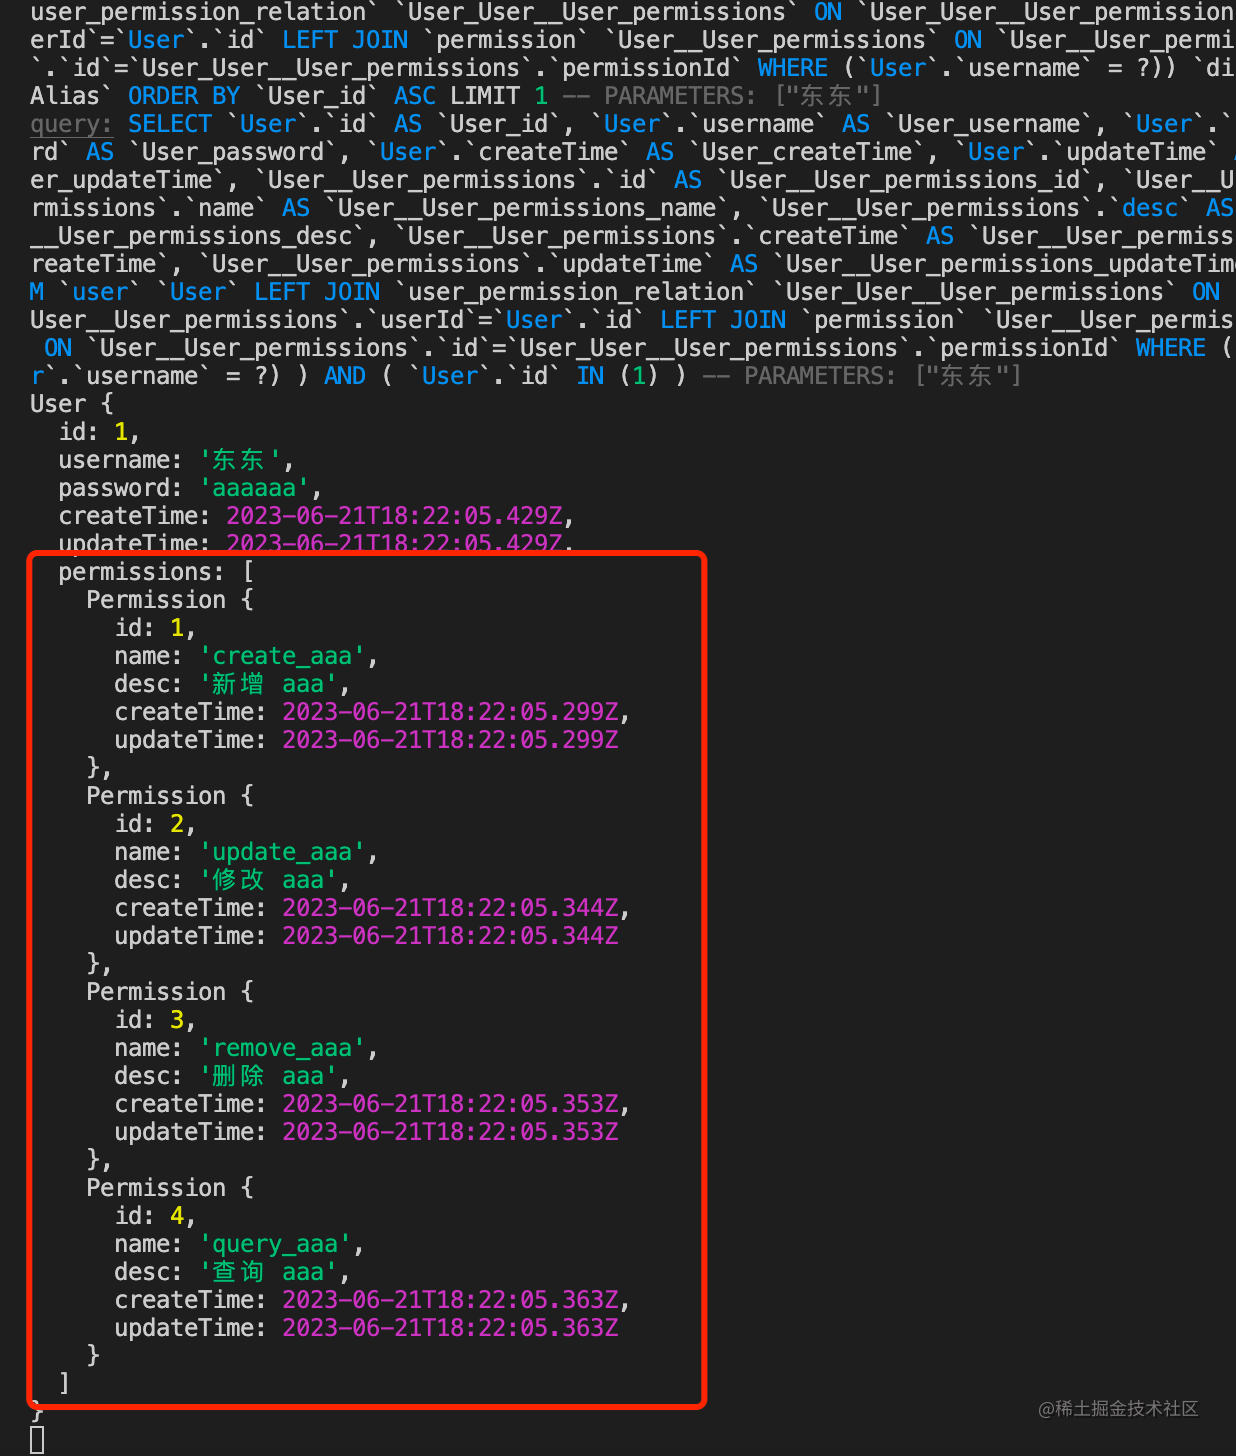 user_permission_relation` `User_User__User_permissions` ON `User_User__User_permission
erId`=`User`.`id` LEFT JOIN `permission` `User__User_permissions` ON `User__User_permi
`.`id`=`User_User__User_permissions`.`permissionId` WHERE (`User`.`username` = ?)) `di
Alias` ORDER BY `User_id` ASC LIMIT 1 -- PARAMETERS: ["东东"]
query: SELECT `User`.`id` AS `User_id`, `User`.`username` AS `User_username`, `User`.`
rd` AS `User_password`, `User`.`createTime` AS `User_createTime`, `User`.`updateTime`
er_updateTime`, `User__User_permissions`.`id` AS `User__User_permissions_id`, `User__U
rmissions`.`name` AS `User__User_permissions_name`, `User__User_permissions`.`desc` AS
__User_permissions_desc`, `User__User_permissions`.`createTime` AS `User__User_permiss
reateTime`, `User__User_permissions`.`updateTime` AS `User__User_permissions_updateTim
M `user` `User` LEFT JOIN `user_permission_relation` `User_User__User_permissions` ON
User__User_permissions`.`userId`=`User`.`id` LEFT JOIN `permission` `User__User_permis
ON `User__User_permissions`.`id`=`User_User__User_permissions`.`permissionId` WHERE (
r`.`username` = ?) ) AND ( `User`.`id` IN (1) ) -- PARAMETERS: ["东东"]
User {
id: 1,
username: '东东',
password: 'aaaaaa',
createTime: 2023-06-21T18:22:05.429Z,
updateTime: 2023-06-21T18:22:05.429Z,
permissions: [
Permission {
id: 1,
name: 'create_aaa',
desc: '新增 aaa',
createTime: 2023-06-21T18:22:05.299Z,
updateTime: 2023-06-21T18:22:05.299Z
},
Permission {
id: 2,
name: 'update_aaa',
desc: '修改 aaa',
createTime: 2023-06-21T18:22:05.344Z,
updateTime: 2023-06-21T18:22:05.344Z
},
Permission {
id: 3,
name: 'remove_aaa',
desc: '删除 aaa',
createTime: 2023-06-21T18:22:05.353Z,
updateTime: 2023-06-21T18:22:05.353Z
},
Permission {
id: 4,
name: 'query_aaa',
desc: '查询 aaa',
createTime: 2023-06-21T18:22:05.363Z,
updateTime: 2023-06-21T18:22:05.363Z
}
]
}
@稀土掘金技术社区